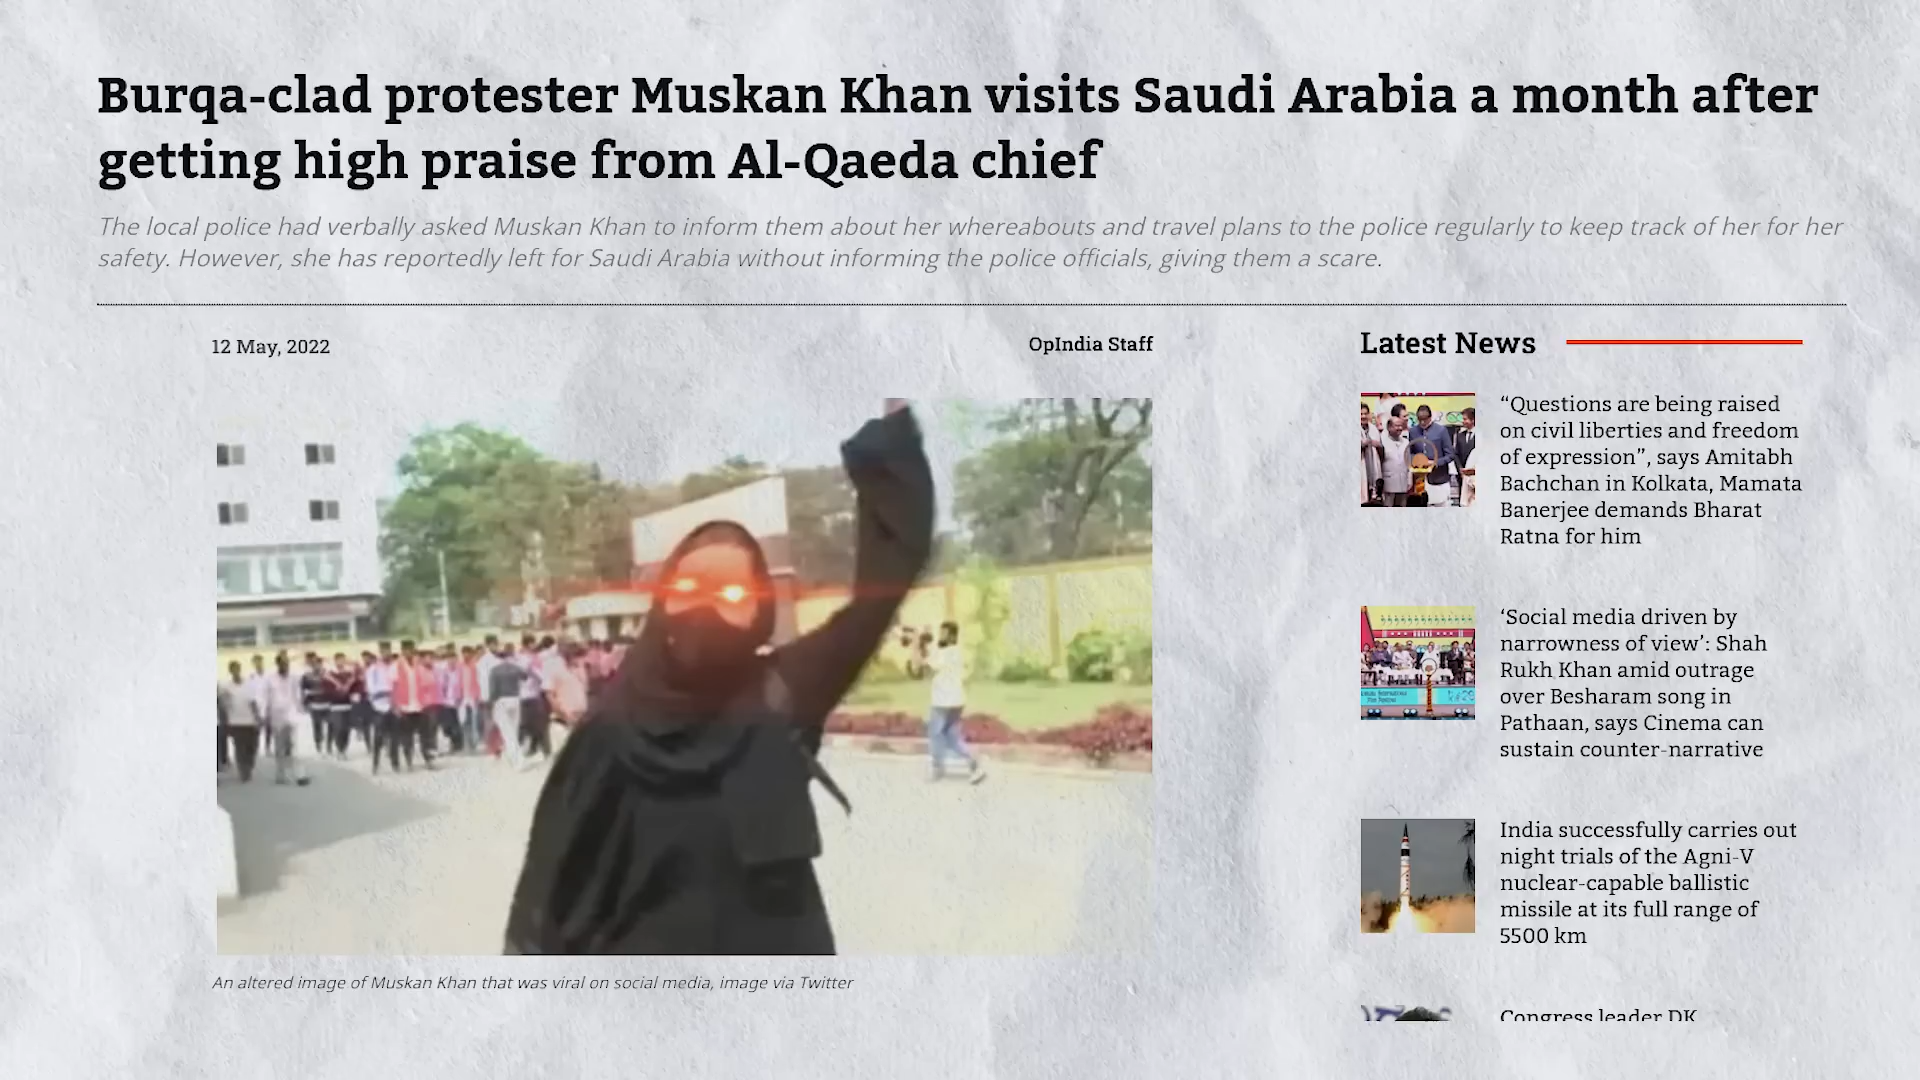 Burqa-clad protester Muskan Khan visits Saudi Arabia a month after
getting high praise from Al-Qaeda chief
The local police had verbally asked Muskan Khan to inform them about her whereabouts and travel plans to the police regularly to keep track of her for her
safety. However, she has reportedly left for Saudi Arabia without informing the police officials, giving them a scare.
12 May, 2022
OpIndia Staff
An altered image of Muskan Khan that was viral on social media, image via Twitter
Latest News
“Questions are being raised
on civil liberties and freedom
of expression”, says Amitabh
Bachchan in Kolkata, Mamata
Banerjee demands Bharat
Ratna for him
‘Social media driven by
narrowness of view’: Shah
Rukh Khan amid outrage
over Besharam song in
Pathaan, says Cinema can
sustain counter-narrative
India successfully carries out
night trials of the Agni-V
nuclear-capable ballistic
missile at its full range of
5500 km
Congress leader DK